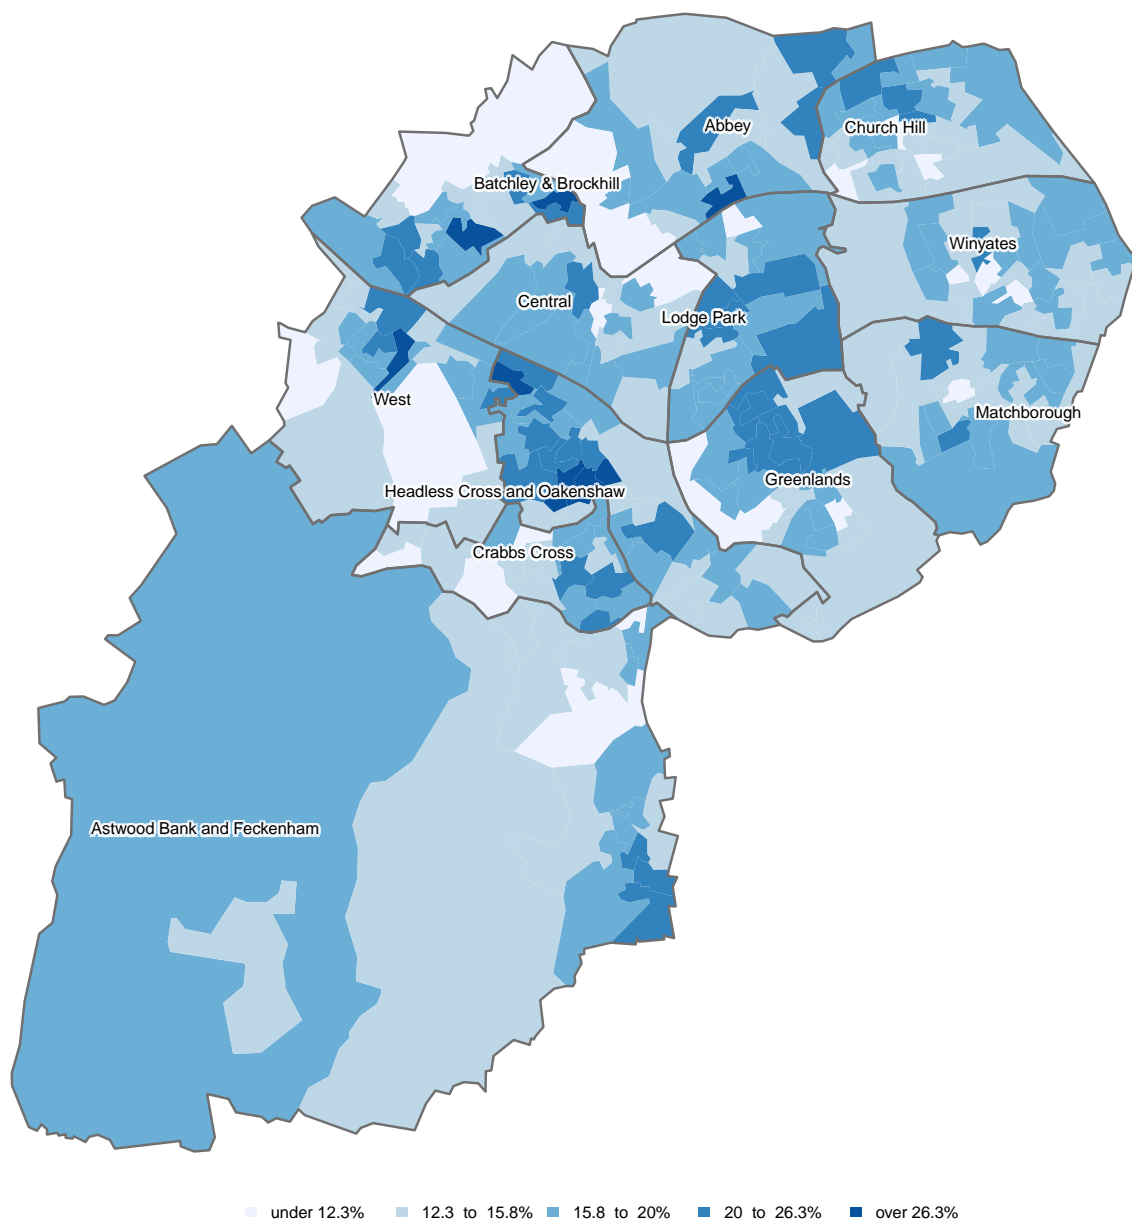 Abbey
Church Hill
Batchley & Brockhill
Winyates
Central
Lodge Park
West
Matchborough
Greenlands
Headless Cross and Oakenshaw
Crabbs Cross
Astwood Bank and Feckenham
under 12.3%
12.3 to 15.8%
15.8 to 20%
20 to 26.3%
over 26.3%